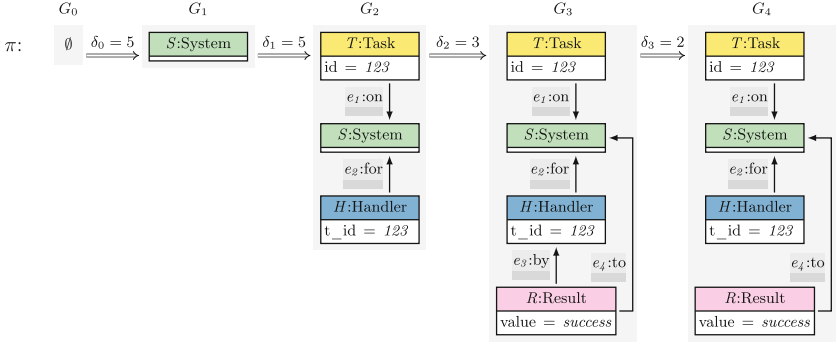 G₀ G₁ G₂ G₃ G₄
π: ∅ δ₀ = 5 S:System δ₁ = 5 T:Task δ₂ = 3 T:Task δ₃ = 2 T:Task
id = 123 id = 123 id = 123
e₁:on e₁:on e₁:on
S:System S:System S:System
e₂:for e₂:for e₂:for
H:Handler H:Handler H:Handler
t_id = 123 t_id = 123 t_id = 123
e₃:by e₄:to e₄:to
R:Result R:Result
value = success value = success